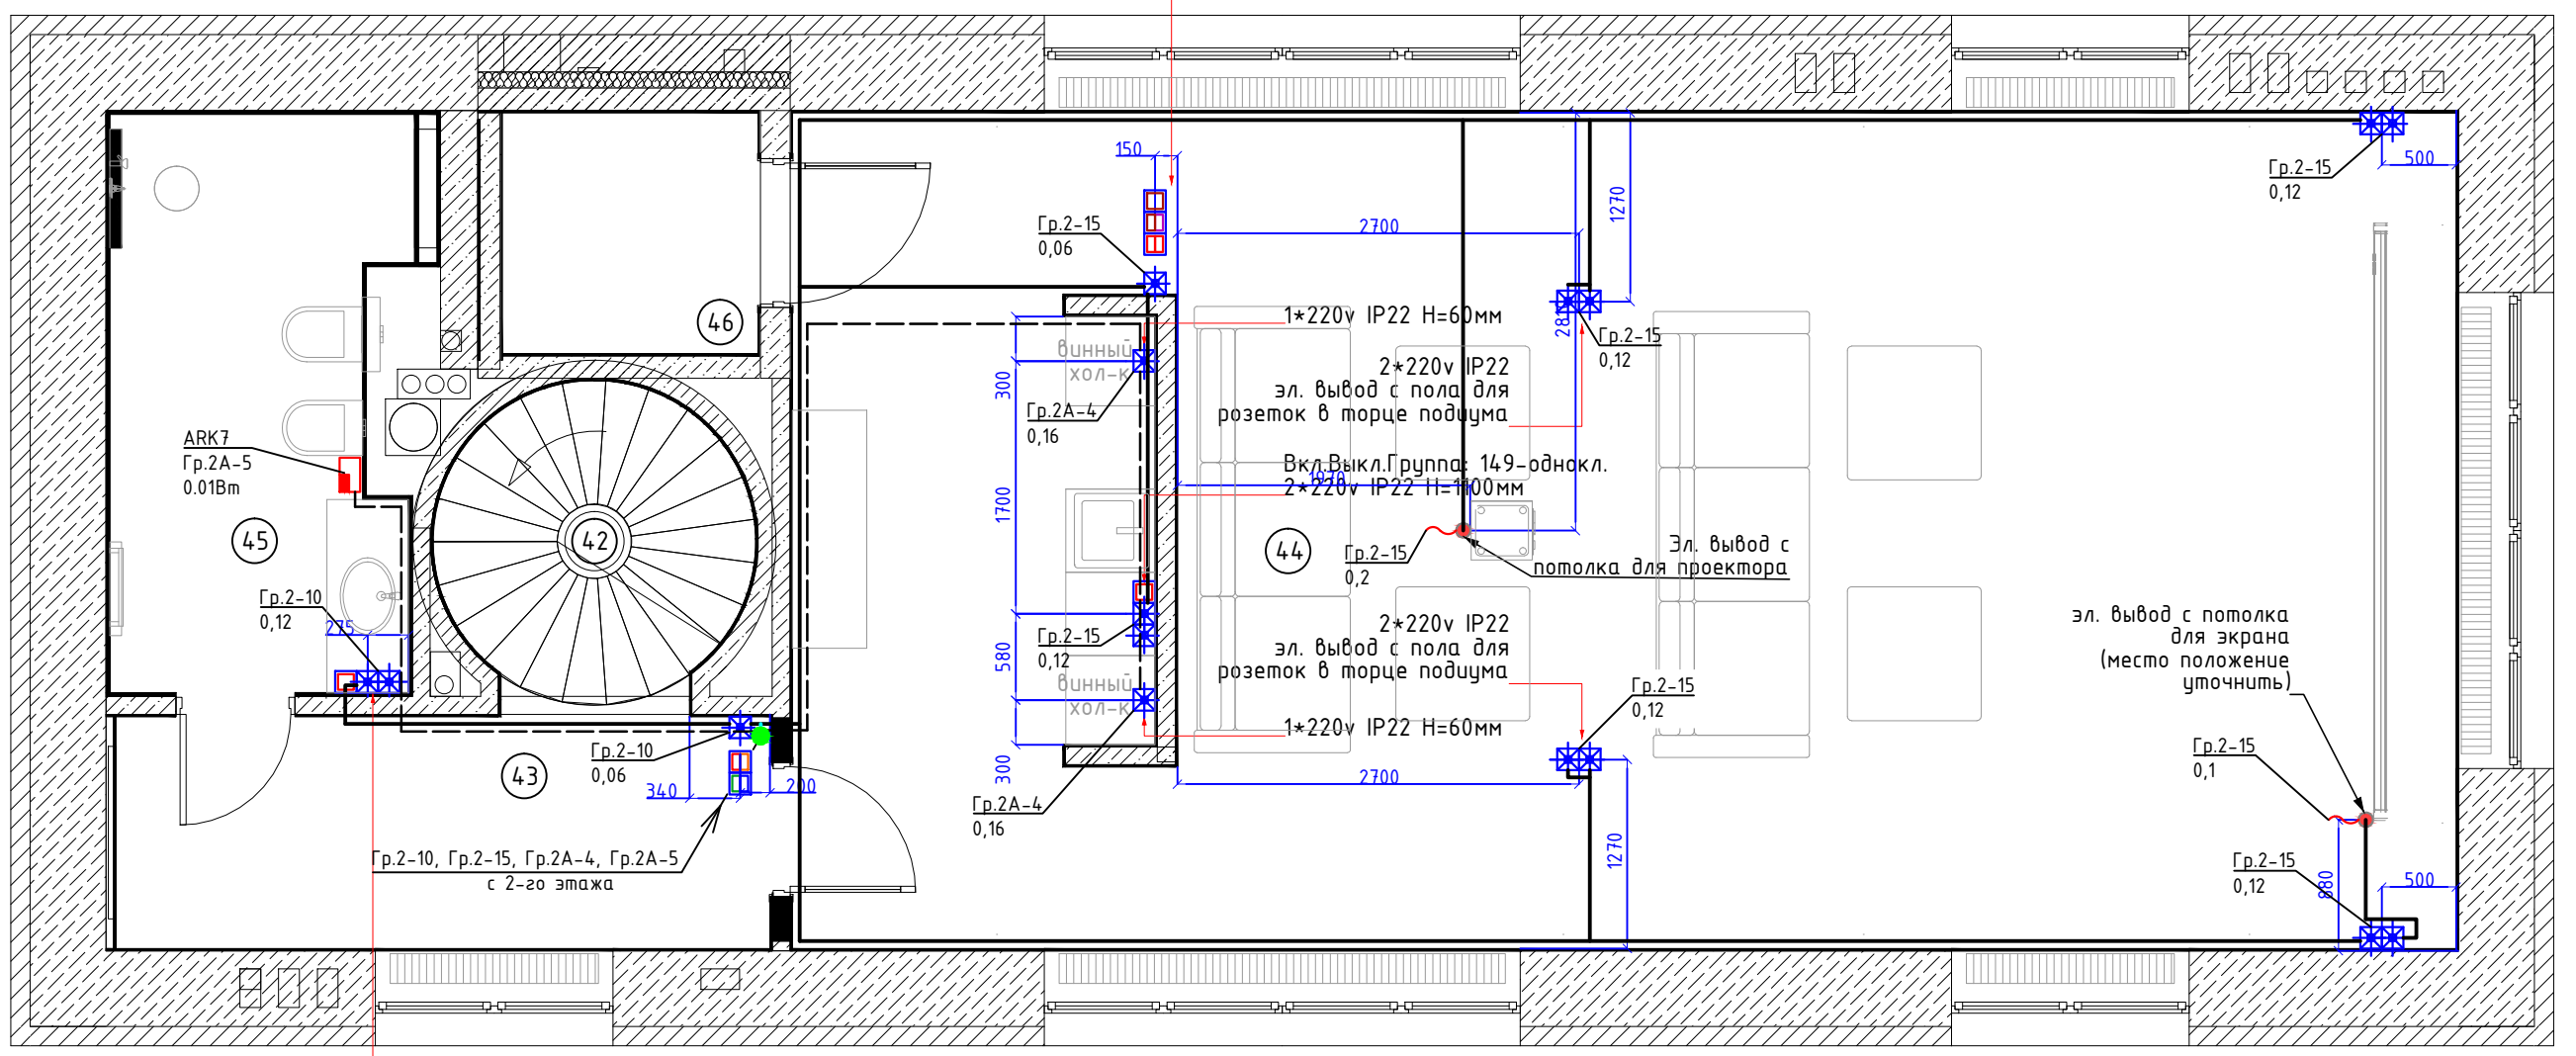 150
Гр.2-15
0,06
2700
1270
Гр.2-15
0,12
500
46
1*220v IP22 H=60мм
винный
хол-к
300
Гр.2А-4
0,16
Гр.2-15
0,12
2*220v IP22
эл. вывод с пола для
розеток в торце подиума
ARK7
Гр.2А-5
0.01Вт
Вкл.Выкл.Группа: 149-однокл.
2*220v IP22 H=1100мм
1700
45
42
44
Гр.2-15
0,2
Эл. вывод с
потолка для проектора
Гр.2-10
0,12
275
Гр.2-15
0,12
580
2*220v IP22
эл. вывод с пола для
розеток в торце подиума
эл. вывод с потолка
для экрана
(место положение
уточнить)
винный
хол-к
Гр.2-15
0,12
1*220v IP22 H=60мм
Гр.2-10
0,06
43
340
200
300
2700
Гр.2А-4
0,16
Гр.2-15
0,1
Гр.2-10, Гр.2-15, Гр.2А-4, Гр.2А-5
с 2-го этажа
1270
Гр.2-15
0,12
880
500